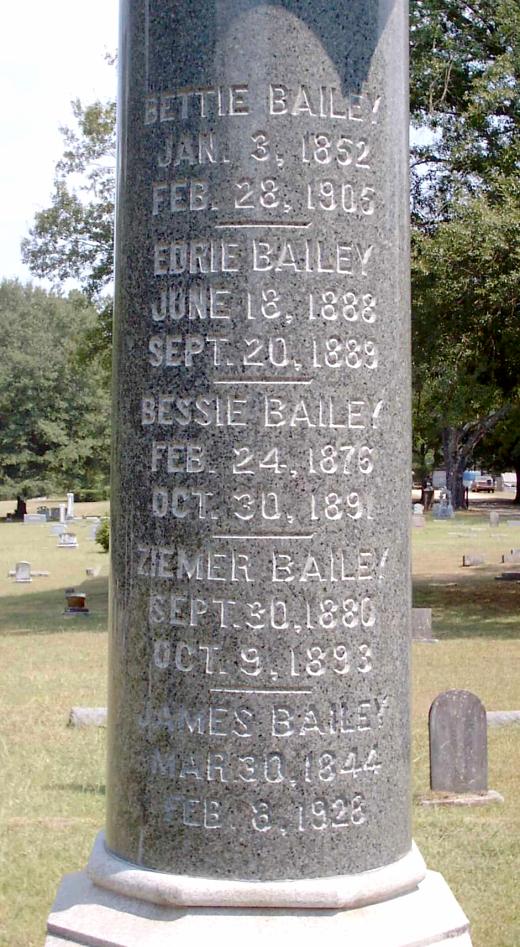 BETTIE BAILEY
JAN. 3, 1852
FEB. 28, 1905
EDRIE BAILEY
JUNE 18, 1888
SEPT. 20, 1889
BESSIE BAILEY
FEB. 24, 1876
OCT. 30, 1891
ZIEMER BAILEY
SEPT. 30, 1880
OCT. 9, 1893
JAMES BAILEY
MAR 30, 1844
FEB. 8, 1928